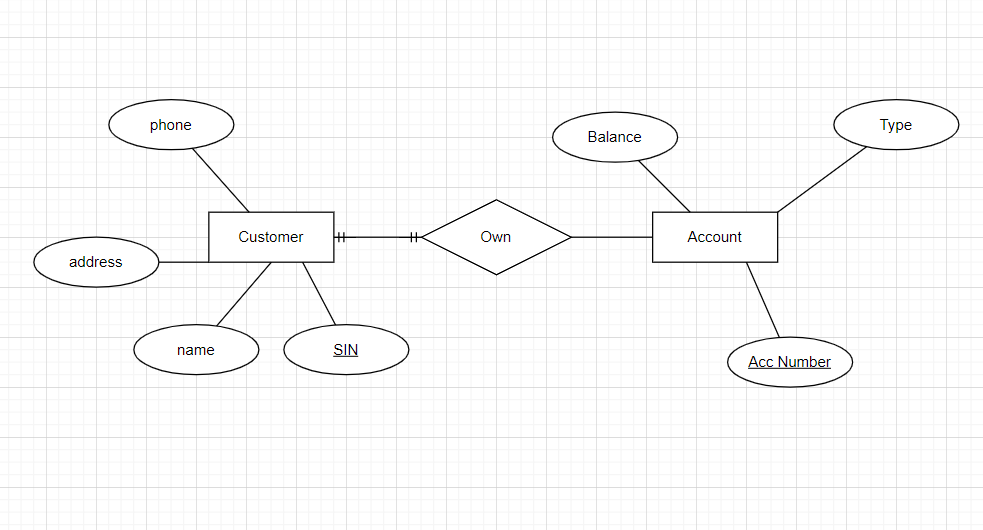 phone
Balance
Type
Customer
Own
Account
address
name
SIN
Acc Number